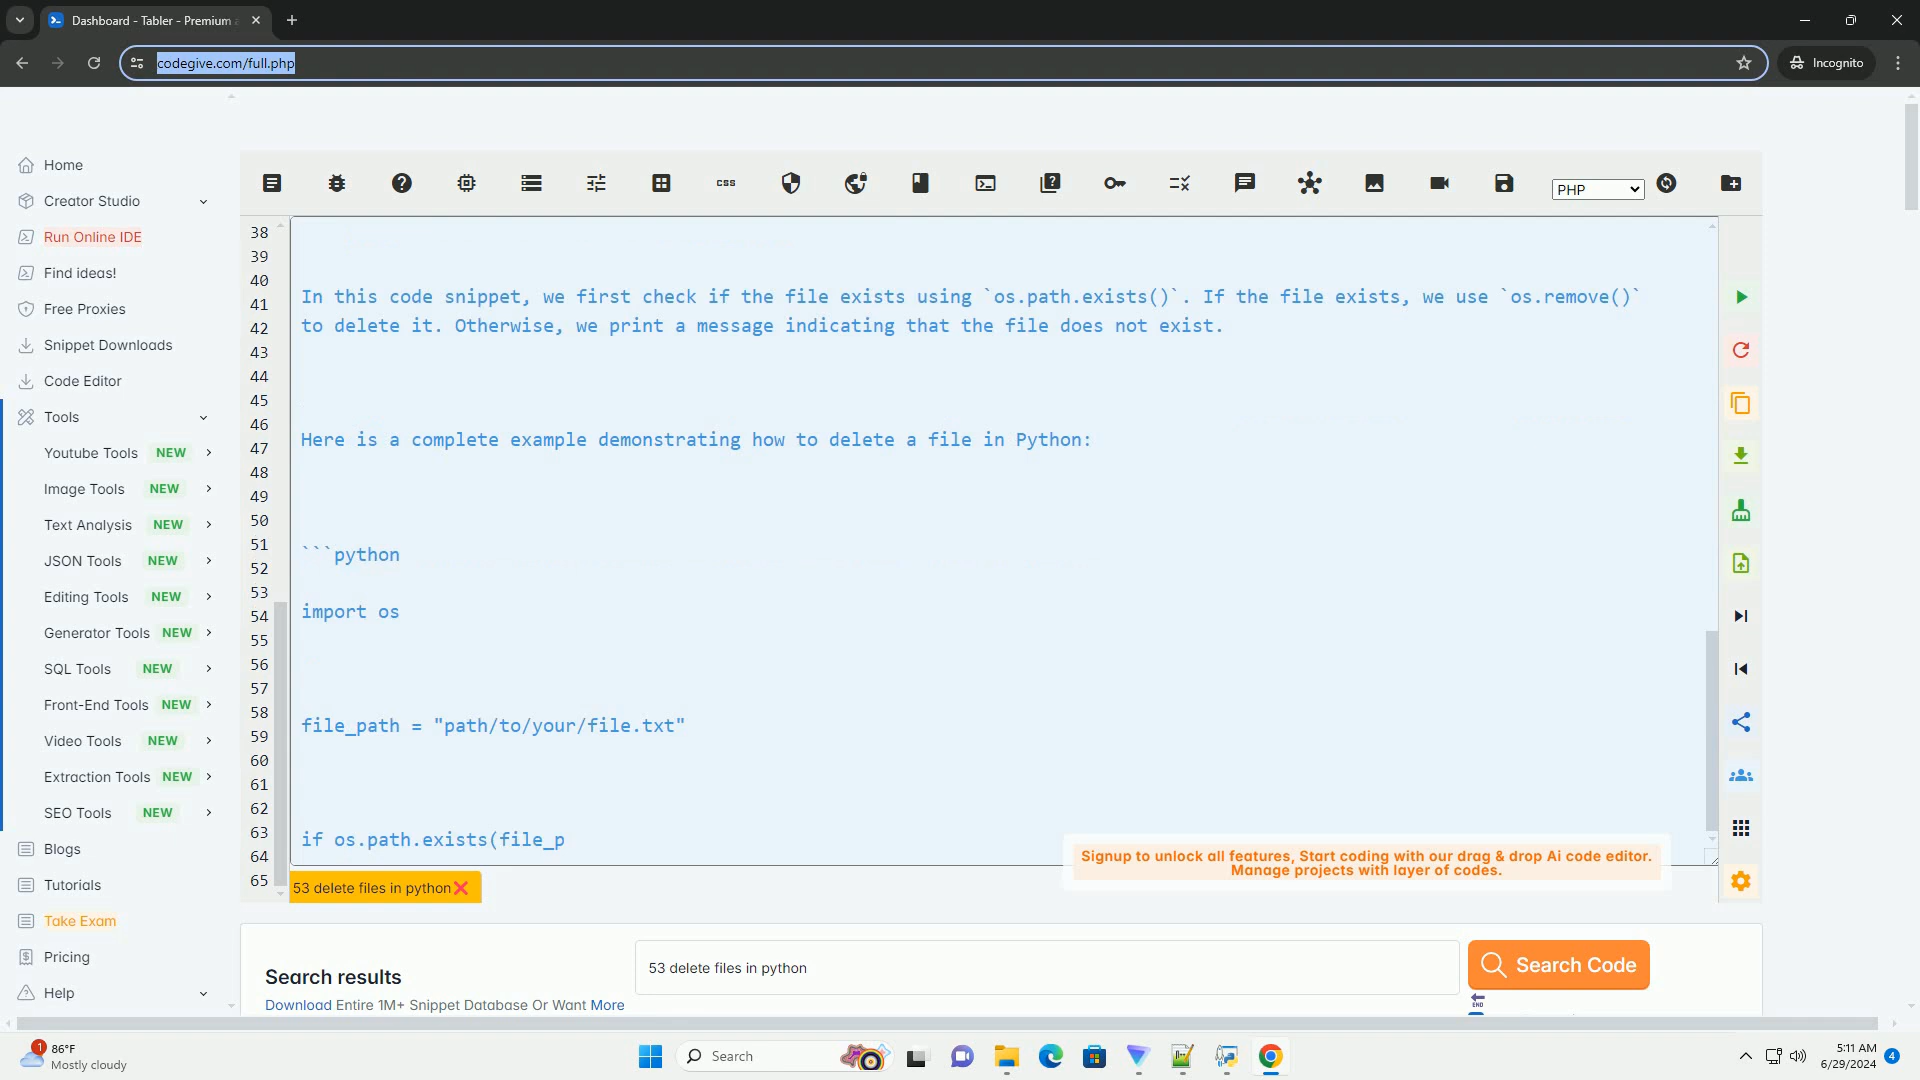 Dashboard - Tabler - Premium
codegive.com/full.php
Incognito
Home
Creator Studio
Run Online IDE
Find ideas!
Free Proxies
Snippet Downloads
Code Editor
Tools
Youtube Tools NEW
Image Tools NEW
Text Analysis NEW
JSON Tools NEW
Editing Tools NEW
Generator Tools NEW
SQL Tools NEW
Front-End Tools NEW
Video Tools NEW
Extraction Tools NEW
SEO Tools NEW
Blogs
Tutorials
Take Exam
Pricing
Help
css
PHP
38
39
40
41
42
43
44
45
46
47
48
49
50
51
52
53
54
55
56
57
58
59
60
61
62
63
64
65
In this code snippet, we first check if the file exists using `os.path.exists()`. If the file exists, we use `os.remove()`
to delete it. Otherwise, we print a message indicating that the file does not exist.
Here is a complete example demonstrating how to delete a file in Python:
```python
import os
file_path = "path/to/your/file.txt"
if os.path.exists(file_p
Signup to unlock all features, Start coding with our drag & drop Ai code editor.
Manage projects with layer of codes.
53 delete files in python
Search results
Download Entire 1M+ Snippet Database Or Want More
53 delete files in python
Search Code
END
1
86°F
Mostly cloudy
Search
5:11 AM
6/29/2024
4